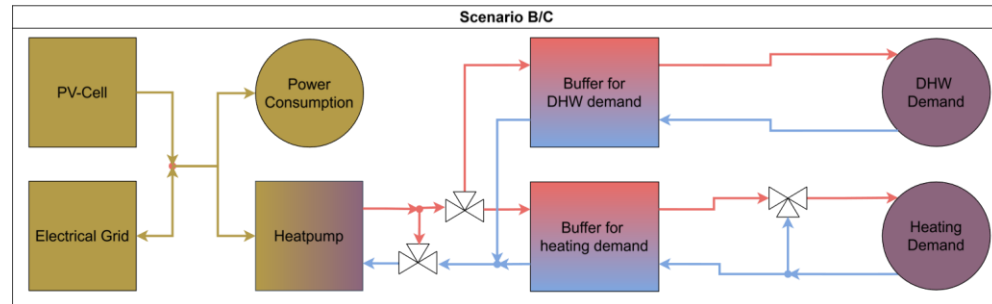 Scenario B/C
PV-Cell
Power
Consumption
Buffer for
DHW demand
DHW
Demand
Electrical Grid
Heatpump
Buffer for
heating demand
Heating
Demand